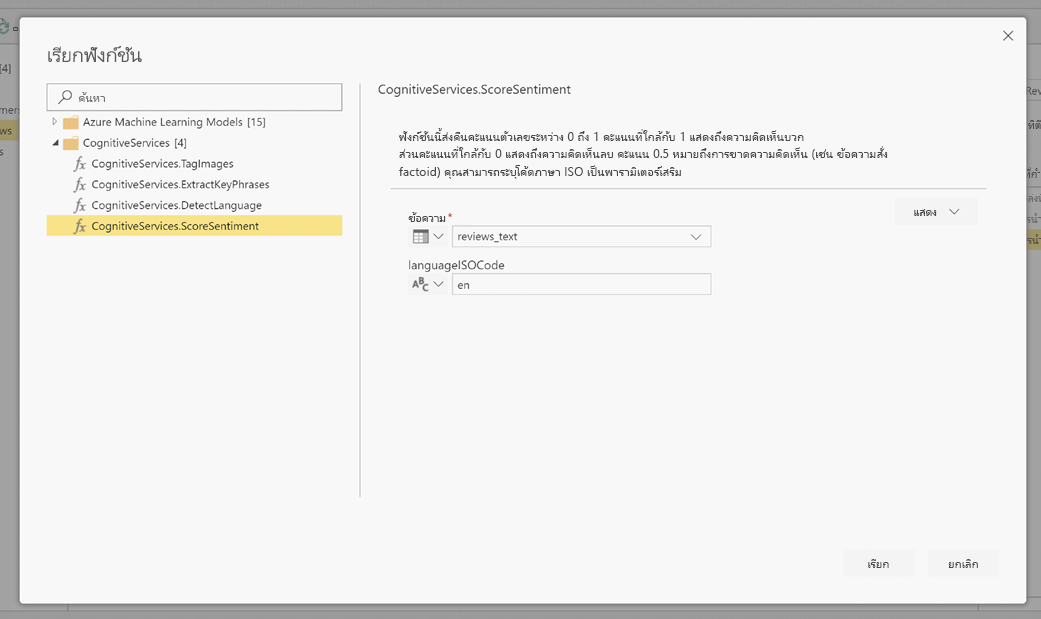 เรียกฟังก์ชัน
ค้นหา
Azure Machine Learning Models [15]
CognitiveServices [4]
fx CognitiveServices.TagImages
fx CognitiveServices.ExtractKeyPhrases
fx CognitiveServices.DetectLanguage
fx CognitiveServices.ScoreSentiment
CognitiveServices.ScoreSentiment
ฟังก์ชันนี้ส่งคืนคะแนนตัวเลขระหว่าง 0 ถึง 1 คะแนนที่ใกล้กับ 1 แสดงถึงความคิดเห็นบวก
ส่วนคะแนนที่ใกล้กับ 0 แสดงถึงความคิดเห็นลบ คะแนน 0.5 หมายถึงการขาดความคิดเห็น (เช่น ข้อความสั่ง
factoid) คุณสามารถระบุโค้ดภาษา ISO เป็นพารามิเตอร์เสริม
แสดง
ข้อความ*
reviews_text
languageISOCode
ABC en
เรียก
ยกเลิก
[4]